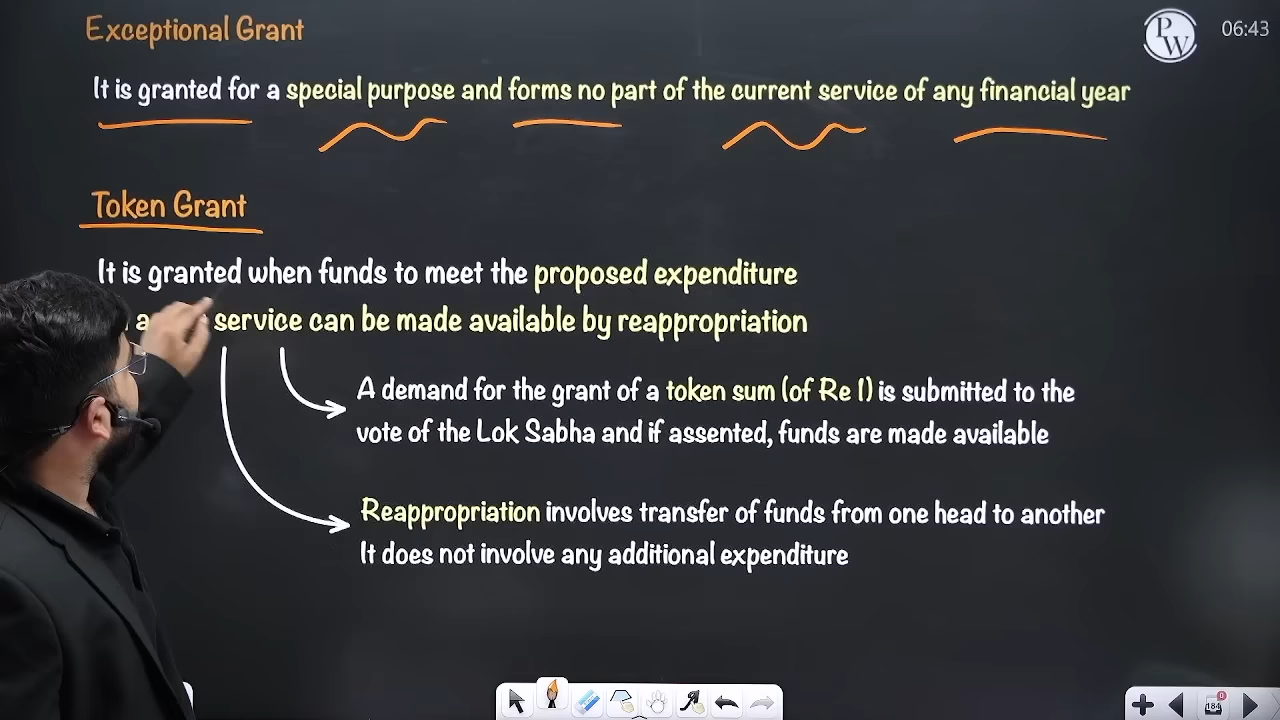 Exceptional Grant
PW
06:43
It is granted for a special purpose and forms no part of the current service of any financial year
Token Grant
It is granted when funds to meet the proposed expenditure
service can be made available by reappropriation
A demand for the grant of a token sum (of Re 1) is submitted to the
vote of the Lok Sabha and if assented, funds are made available
Reappropriation involves transfer of funds from one head to another
It does not involve any additional expenditure
184
0